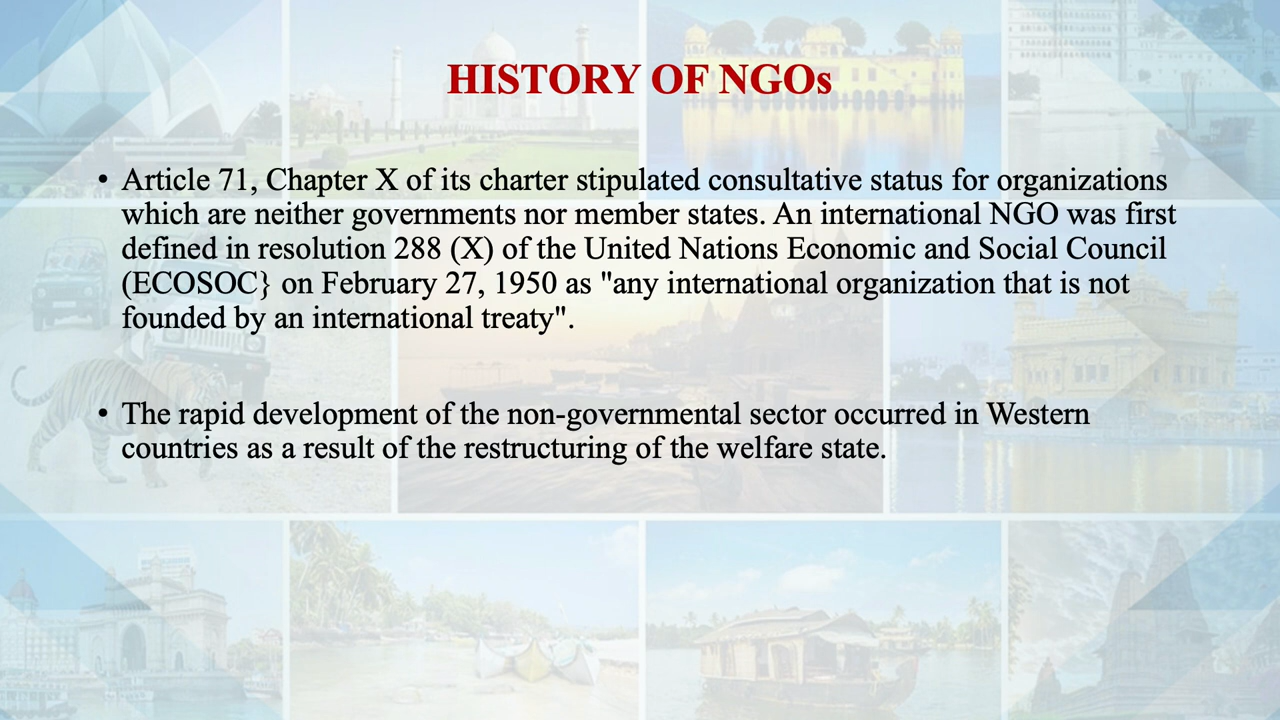 HISTORY OF NGOs
• Article 71, Chapter X of its charter stipulated consultative status for organizations
which are neither governments nor member states. An international NGO was first
defined in resolution 288 (X) of the United Nations Economic and Social Council
(ECOSOC} on February 27, 1950 as "any international organization that is not
founded by an international treaty".
• The rapid development of the non-governmental sector occurred in Western
countries as a result of the restructuring of the welfare state.